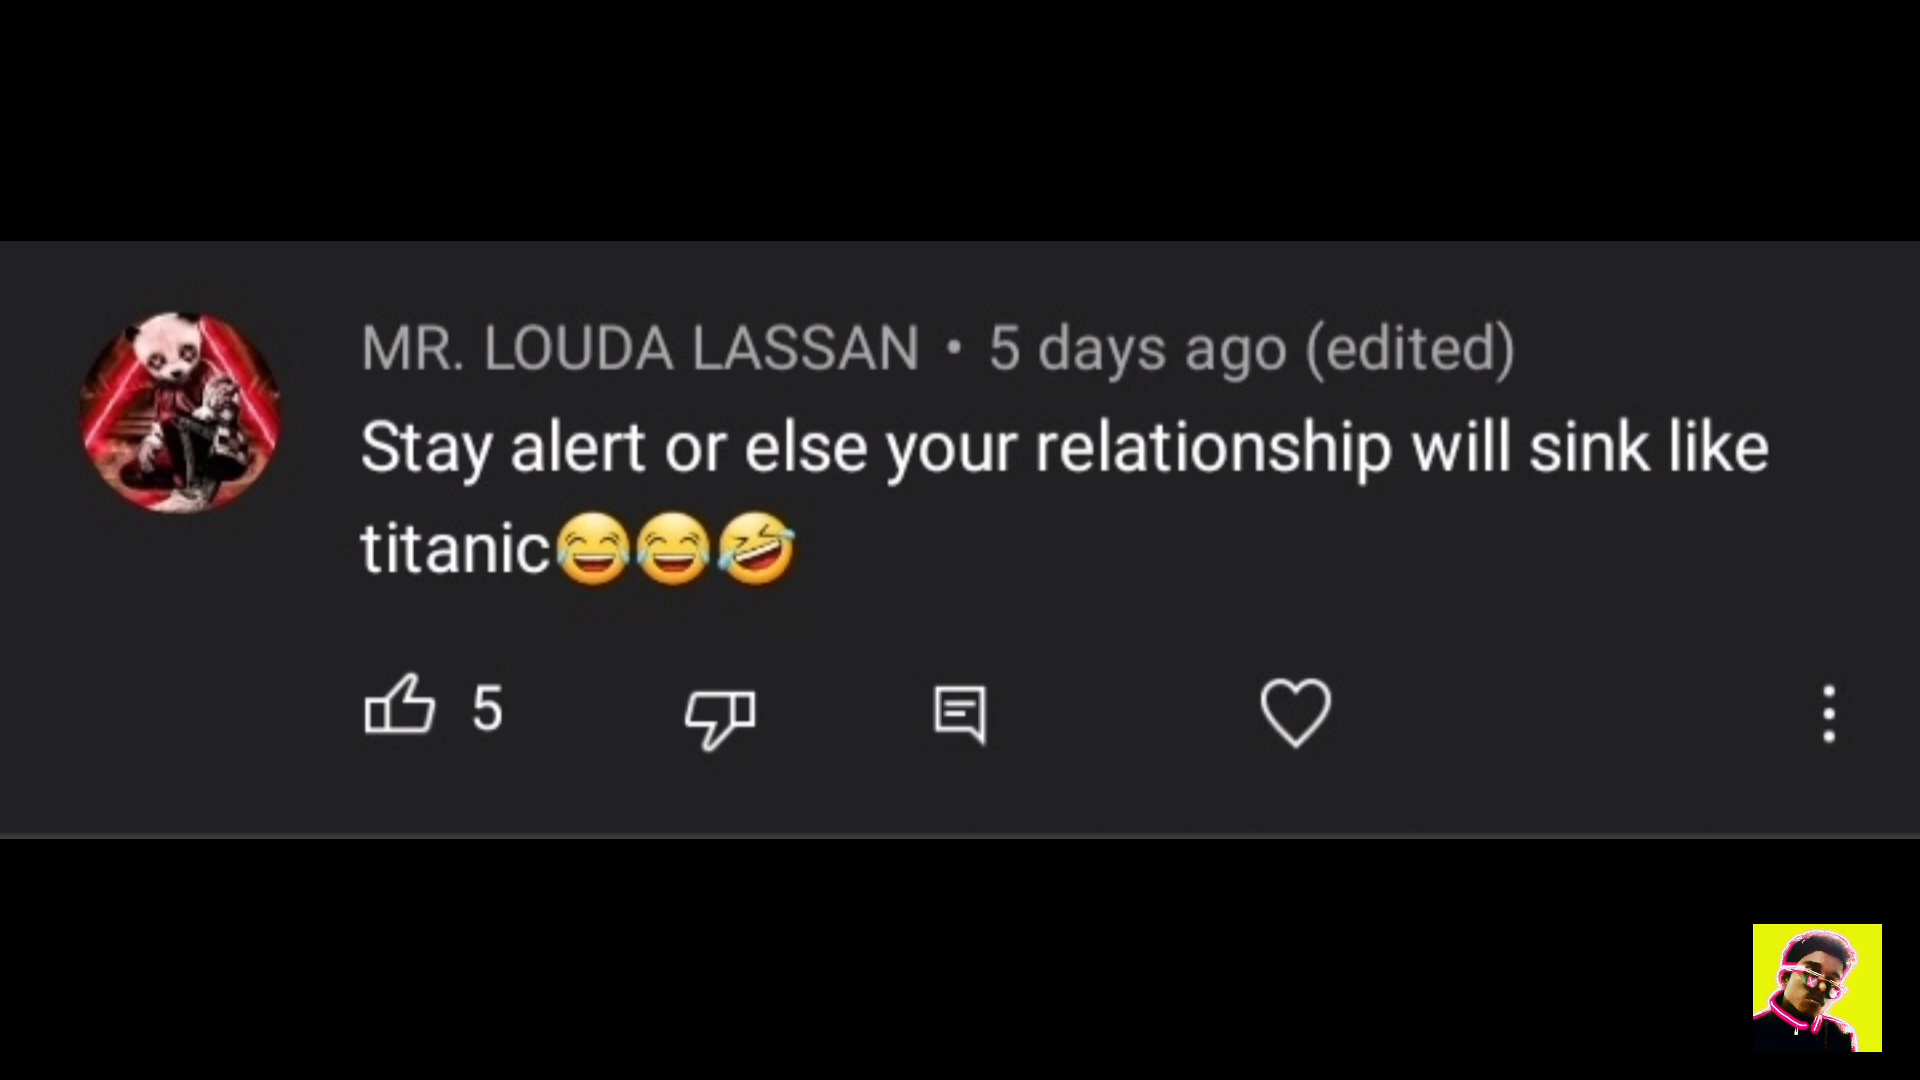 MR. LOUDA LASSAN • 5 days ago (edited)
Stay alert or else your relationship will sink like
titanic😂😂🤣
5